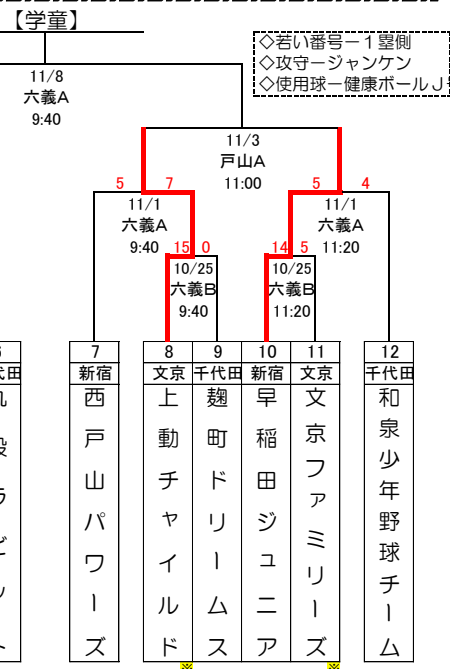 【学童】
◇若い番号－１塁側
◇攻守－ジャンケン
◇使用球－健康ボールJ
11/8
六義A
9:40
11/3
戸山A
11:00
5 7
5 4
11/1
六義A
9:40
11/1
六義A
11:20
15 0
14 5
10/25
六義B
9:40
10/25
六義B
11:20
7 8 9 10 11 12
新宿 文京 千代田 新宿 文京 千代田
西戸山パワーズ
上動チャイルド
麹町ドリームス
早稲田ジュニア
文京ファミリーズ
和泉少年野球チーム
※ ※